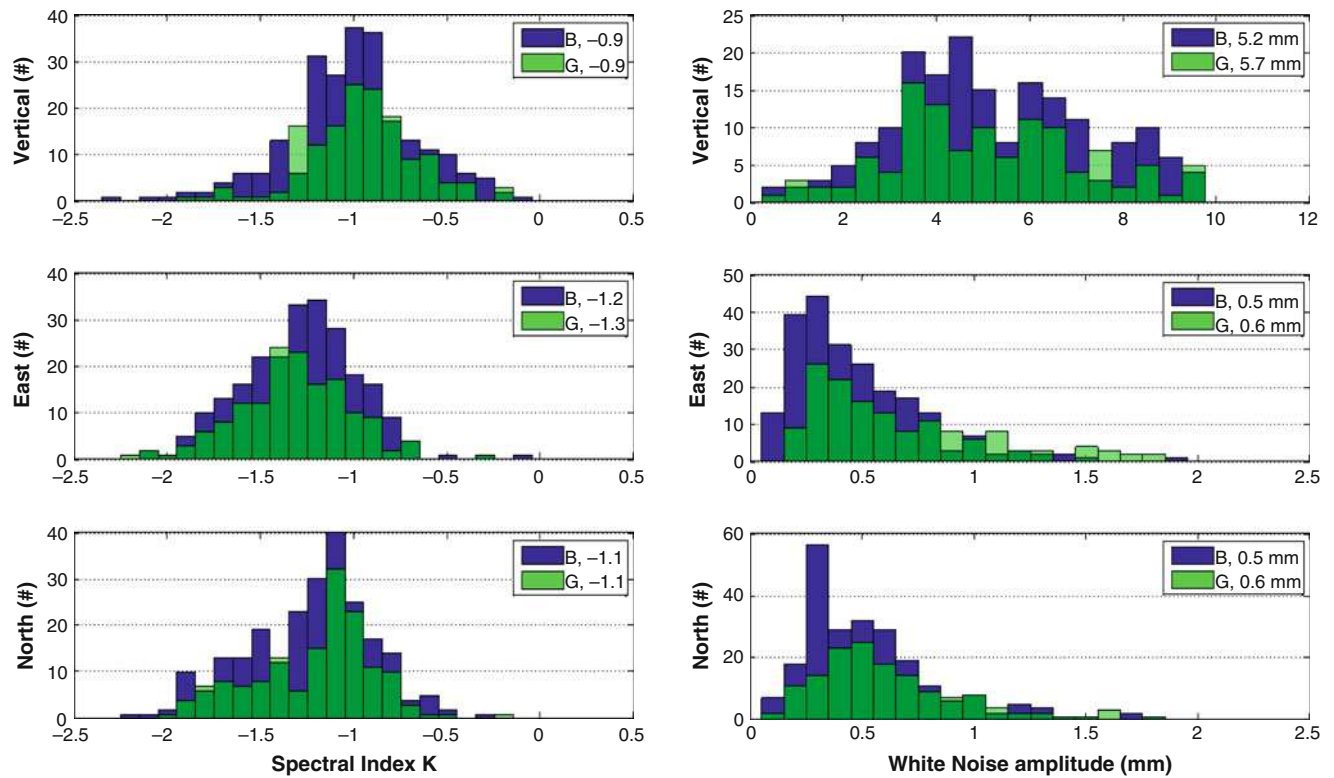 40
30
20
10
0
Vertical (#)
B, –0.9
G, –0.9
–2.5 –2 –1.5 –1 –0.5 0 0.5
25
20
15
10
5
0
Vertical (#)
B, 5.2 mm
G, 5.7 mm
0 2 4 6 8 10 12
40
30
20
10
0
East (#)
B, –1.2
G, –1.3
–2.5 –2 –1.5 –1 –0.5 0 0.5
50
40
30
20
10
0
East (#)
B, 0.5 mm
G, 0.6 mm
0 0.5 1 1.5 2 2.5
40
30
20
10
0
North (#)
B, –1.1
G, –1.1
–2.5 –2 –1.5 –1 –0.5 0 0.5
Spectral Index K
60
40
20
0
North (#)
B, 0.5 mm
G, 0.6 mm
0 0.5 1 1.5 2 2.5
White Noise amplitude (mm)